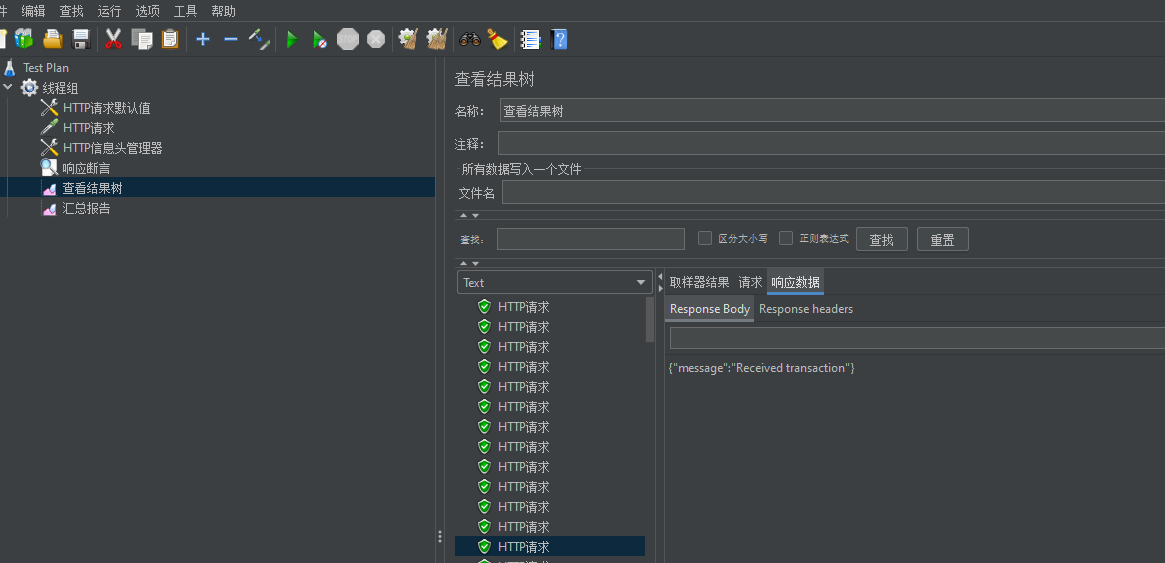 件 编辑 查找 运行 选项 工具 帮助
STOP
Test Plan
线程组
HTTP请求默认值
HTTP请求
HTTP信息头管理器
响应断言
查看结果树
汇总报告
查看结果树
名称： 查看结果树
注释：
所有数据写入一个文件
文件名
查找: 区分大小写 正则表达式 查找 重置
Text
取样器结果 请求 响应数据
Response Body Response headers
{"message":"Received transaction"}
HTTP请求
HTTP请求
HTTP请求
HTTP请求
HTTP请求
HTTP请求
HTTP请求
HTTP请求
HTTP请求
HTTP请求
HTTP请求
HTTP请求
HTTP请求